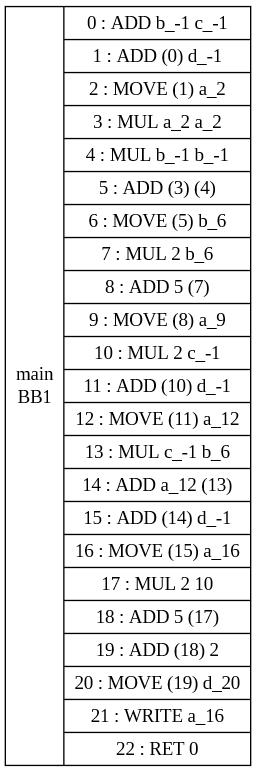 main
BB1
0 : ADD b_-1 c_-1
1 : ADD (0) d_-1
2 : MOVE (1) a_2
3 : MUL a_2 a_2
4 : MUL b_-1 b_-1
5 : ADD (3) (4)
6 : MOVE (5) b_6
7 : MUL 2 b_6
8 : ADD 5 (7)
9 : MOVE (8) a_9
10 : MUL 2 c_-1
11 : ADD (10) d_-1
12 : MOVE (11) a_12
13 : MUL c_-1 b_6
14 : ADD a_12 (13)
15 : ADD (14) d_-1
16 : MOVE (15) a_16
17 : MUL 2 10
18 : ADD 5 (17)
19 : ADD (18) 2
20 : MOVE (19) d_20
21 : WRITE a_16
22 : RET 0